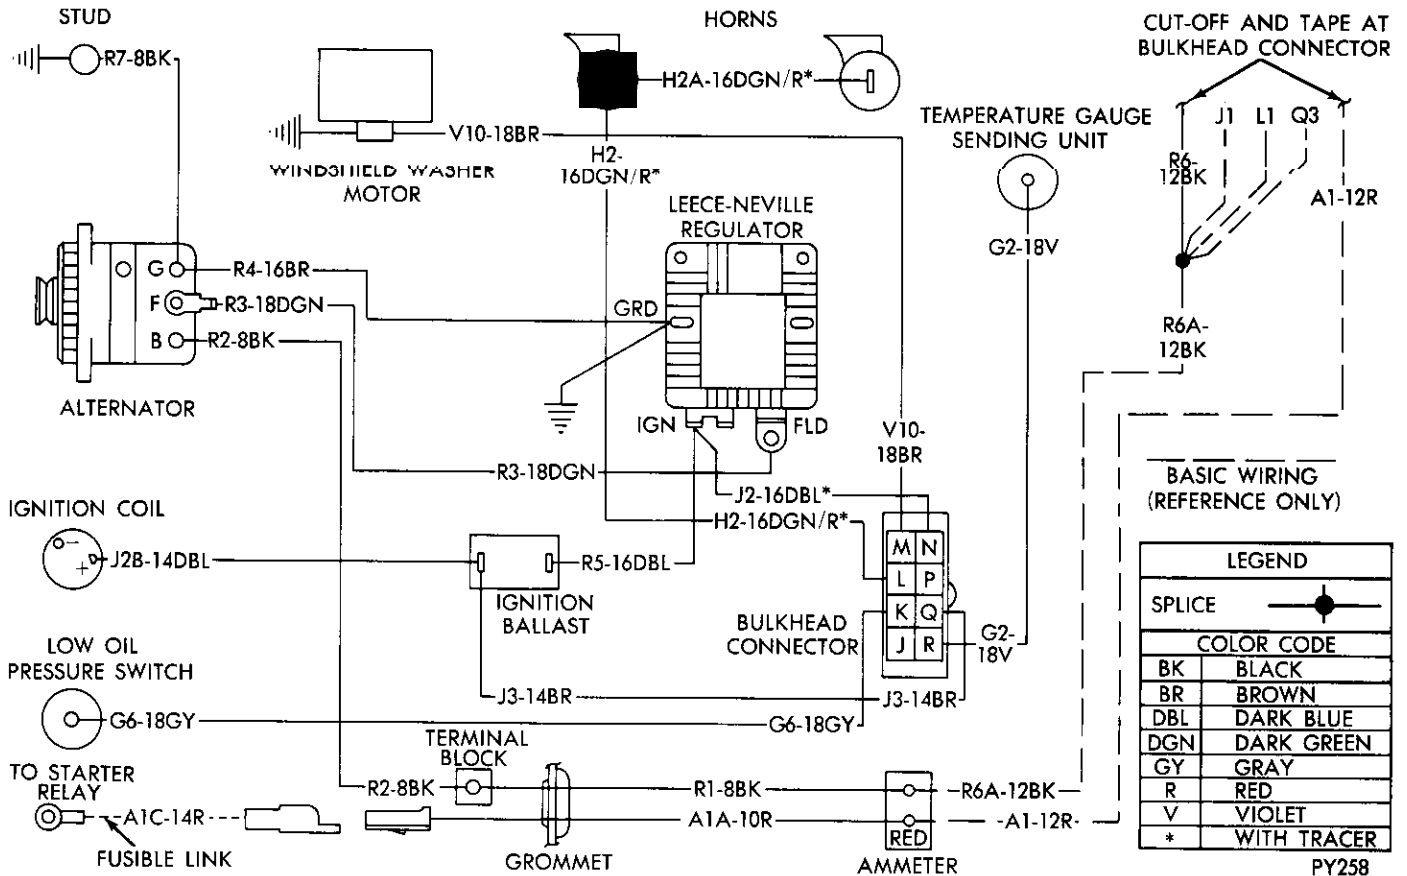 STUD
R7-8BK
HORNS
H2A-16DGN/R*
CUT-OFF AND TAPE AT
BULKHEAD CONNECTOR
J1 L1 Q3
R6-
12BK
A1-12R
TEMPERATURE GAUGE
SENDING UNIT
G2-18V
V10-18BR
WINDSHIELD WASHER
MOTOR
H2-
16DGN/R*
LEECE-NEVILLE
REGULATOR
GRD
IGN
FLD
G
R4-16BR
F
R3-18DGN
B
R2-8BK
ALTERNATOR
R6A-
12BK
V10-
18BR
R3-18DGN
J2-16DBL*
H2-16DGN/R*
BASIC WIRING
(REFERENCE ONLY)
IGNITION COIL
-
+
J2B-14DBL
R5-16DBL
IGNITION
BALLAST
M N
L P
K Q
J R
BULKHEAD
CONNECTOR
G2-
18V
J3-14BR
J3-14BR
LOW OIL
PRESSURE SWITCH
G6-18GY
G6-18GY
TERMINAL
BLOCK
TO STARTER
RELAY
A1C-14R
FUSIBLE LINK
R2-8BK
R1-8BK
R6A-12BK
A1A-10R
RED
A1-12R
GROMMET
AMMETER
LEGEND
SPLICE
COLOR CODE
BK BLACK
BR BROWN
DBL DARK BLUE
DGN DARK GREEN
GY GRAY
R RED
V VIOLET
* WITH TRACER
PY258